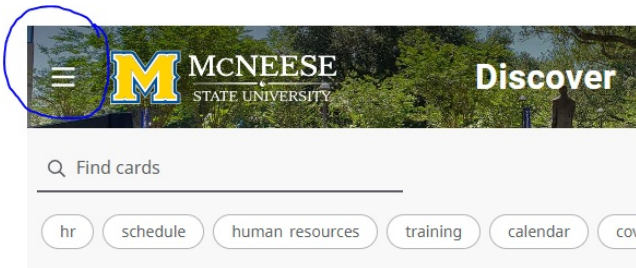 M McNEESE
STATE UNIVERSITY
Discover
Find cards
hr schedule human resources training calendar